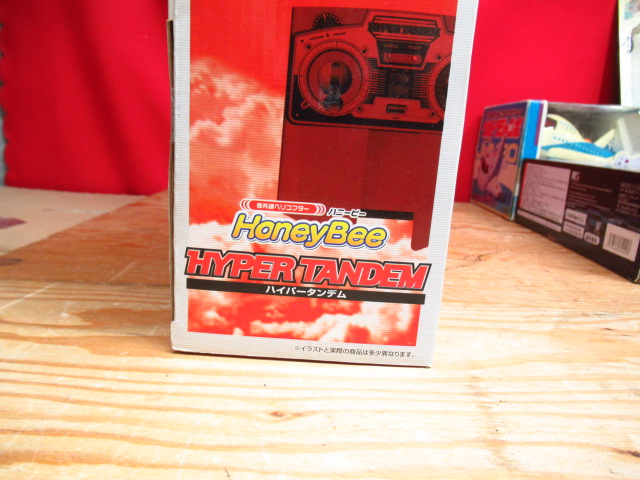 HYPER TANDEM
赤外線ヘリコプター
ハニービー
HoneyBee
HYPER TANDEM
ハイパータンデム
※イラストと実際の商品は多少異なります。